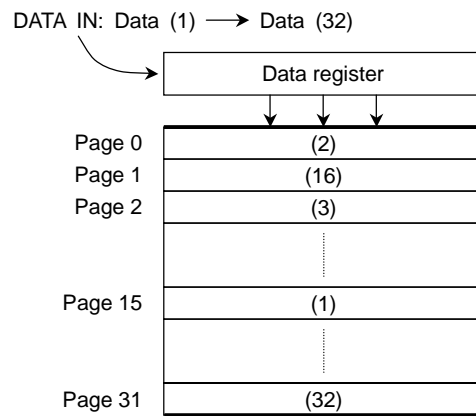 DATA IN: Data (1) → Data (32)
Data register
Page 0 (2)
Page 1 (16)
Page 2 (3)
Page 15 (1)
Page 31 (32)